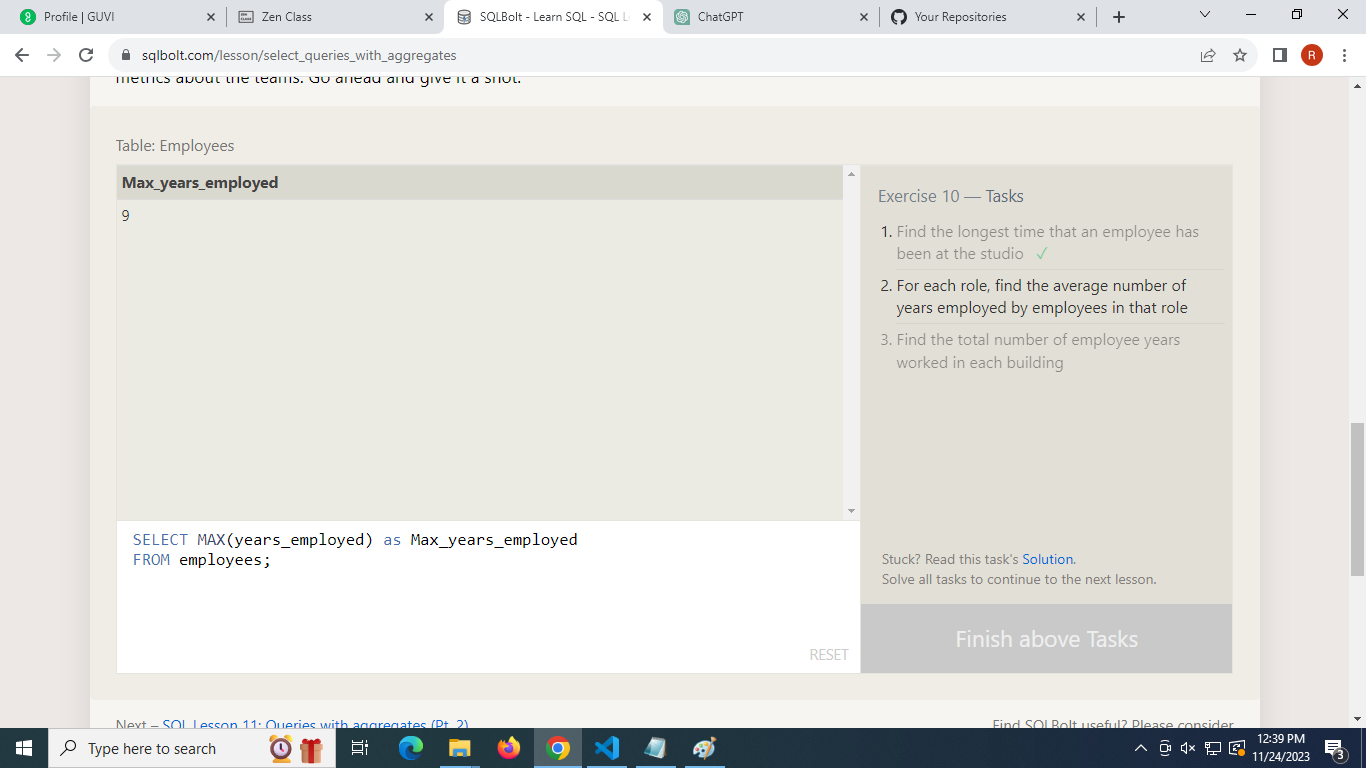 Profile | GUVI
Zen Class
SQLBolt - Learn SQL - SQL L
ChatGPT
Your Repositories
sqlbolt.com/lesson/select_queries_with_aggregates
R
metrics about the teams. Go ahead and give it a shot.
Table: Employees
Max_years_employed
9
Exercise 10 — Tasks
1. Find the longest time that an employee has
been at the studio ✓
2. For each role, find the average number of
years employed by employees in that role
3. Find the total number of employee years
worked in each building
SELECT MAX(years_employed) as Max_years_employed
FROM employees;
RESET
Stuck? Read this task's Solution.
Solve all tasks to continue to the next lesson.
Finish above Tasks
Next – SQL Lesson 11: Queries with aggregates (Pt. 2)
Find SQLBolt useful? Please consider
Type here to search
12:39 PM
11/24/2023
3